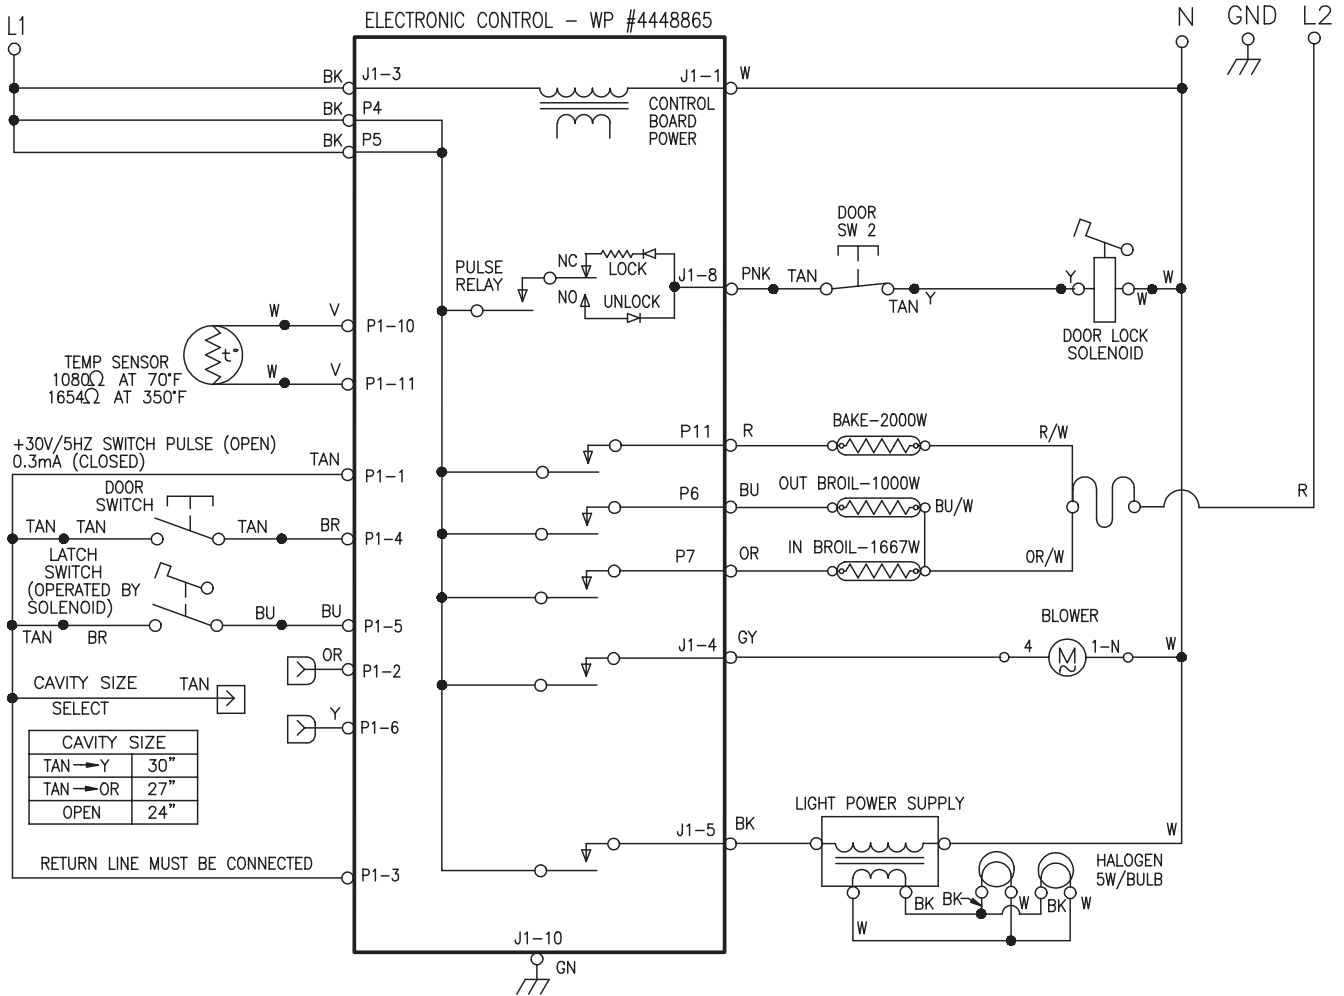 ELECTRONIC CONTROL - WP #4448865
L1
N
GND
L2
BK
J1-3
J1-1
W
BK
P4
CONTROL
BOARD
POWER
BK
P5
DOOR
SW 2
PULSE
RELAY
NC
LOCK
NO
UNLOCK
J1-8
PNK
TAN
TAN
Y
Y
W
W
DOOR LOCK
SOLENOID
W
V
P1-10
t°
TEMP SENSOR
1080Ω AT 70°F
1654Ω AT 350°F
W
V
P1-11
+30V/5HZ SWITCH PULSE (OPEN)
0.3mA (CLOSED)
TAN
P1-1
P11
R
BAKE-2000W
R/W
DOOR
SWITCH
TAN
TAN
TAN
BR
P1-4
P6
BU
OUT BROIL-1000W
BU/W
R
LATCH
SWITCH
(OPERATED BY
SOLENOID)
TAN
BR
BU
BU
P1-5
P7
OR
IN BROIL-1667W
OR/W
OR
P1-2
J1-4
GY
BLOWER
4
M
1-N
W
CAVITY SIZE
SELECT
TAN
Y
P1-6
CAVITY SIZE
TAN→Y 30"
TAN→OR 27"
OPEN 24"
LIGHT POWER SUPPLY
J1-5
BK
W
HALOGEN
5W/BULB
RETURN LINE MUST BE CONNECTED
P1-3
BK
BK
W
BK
W
W
J1-10
GN